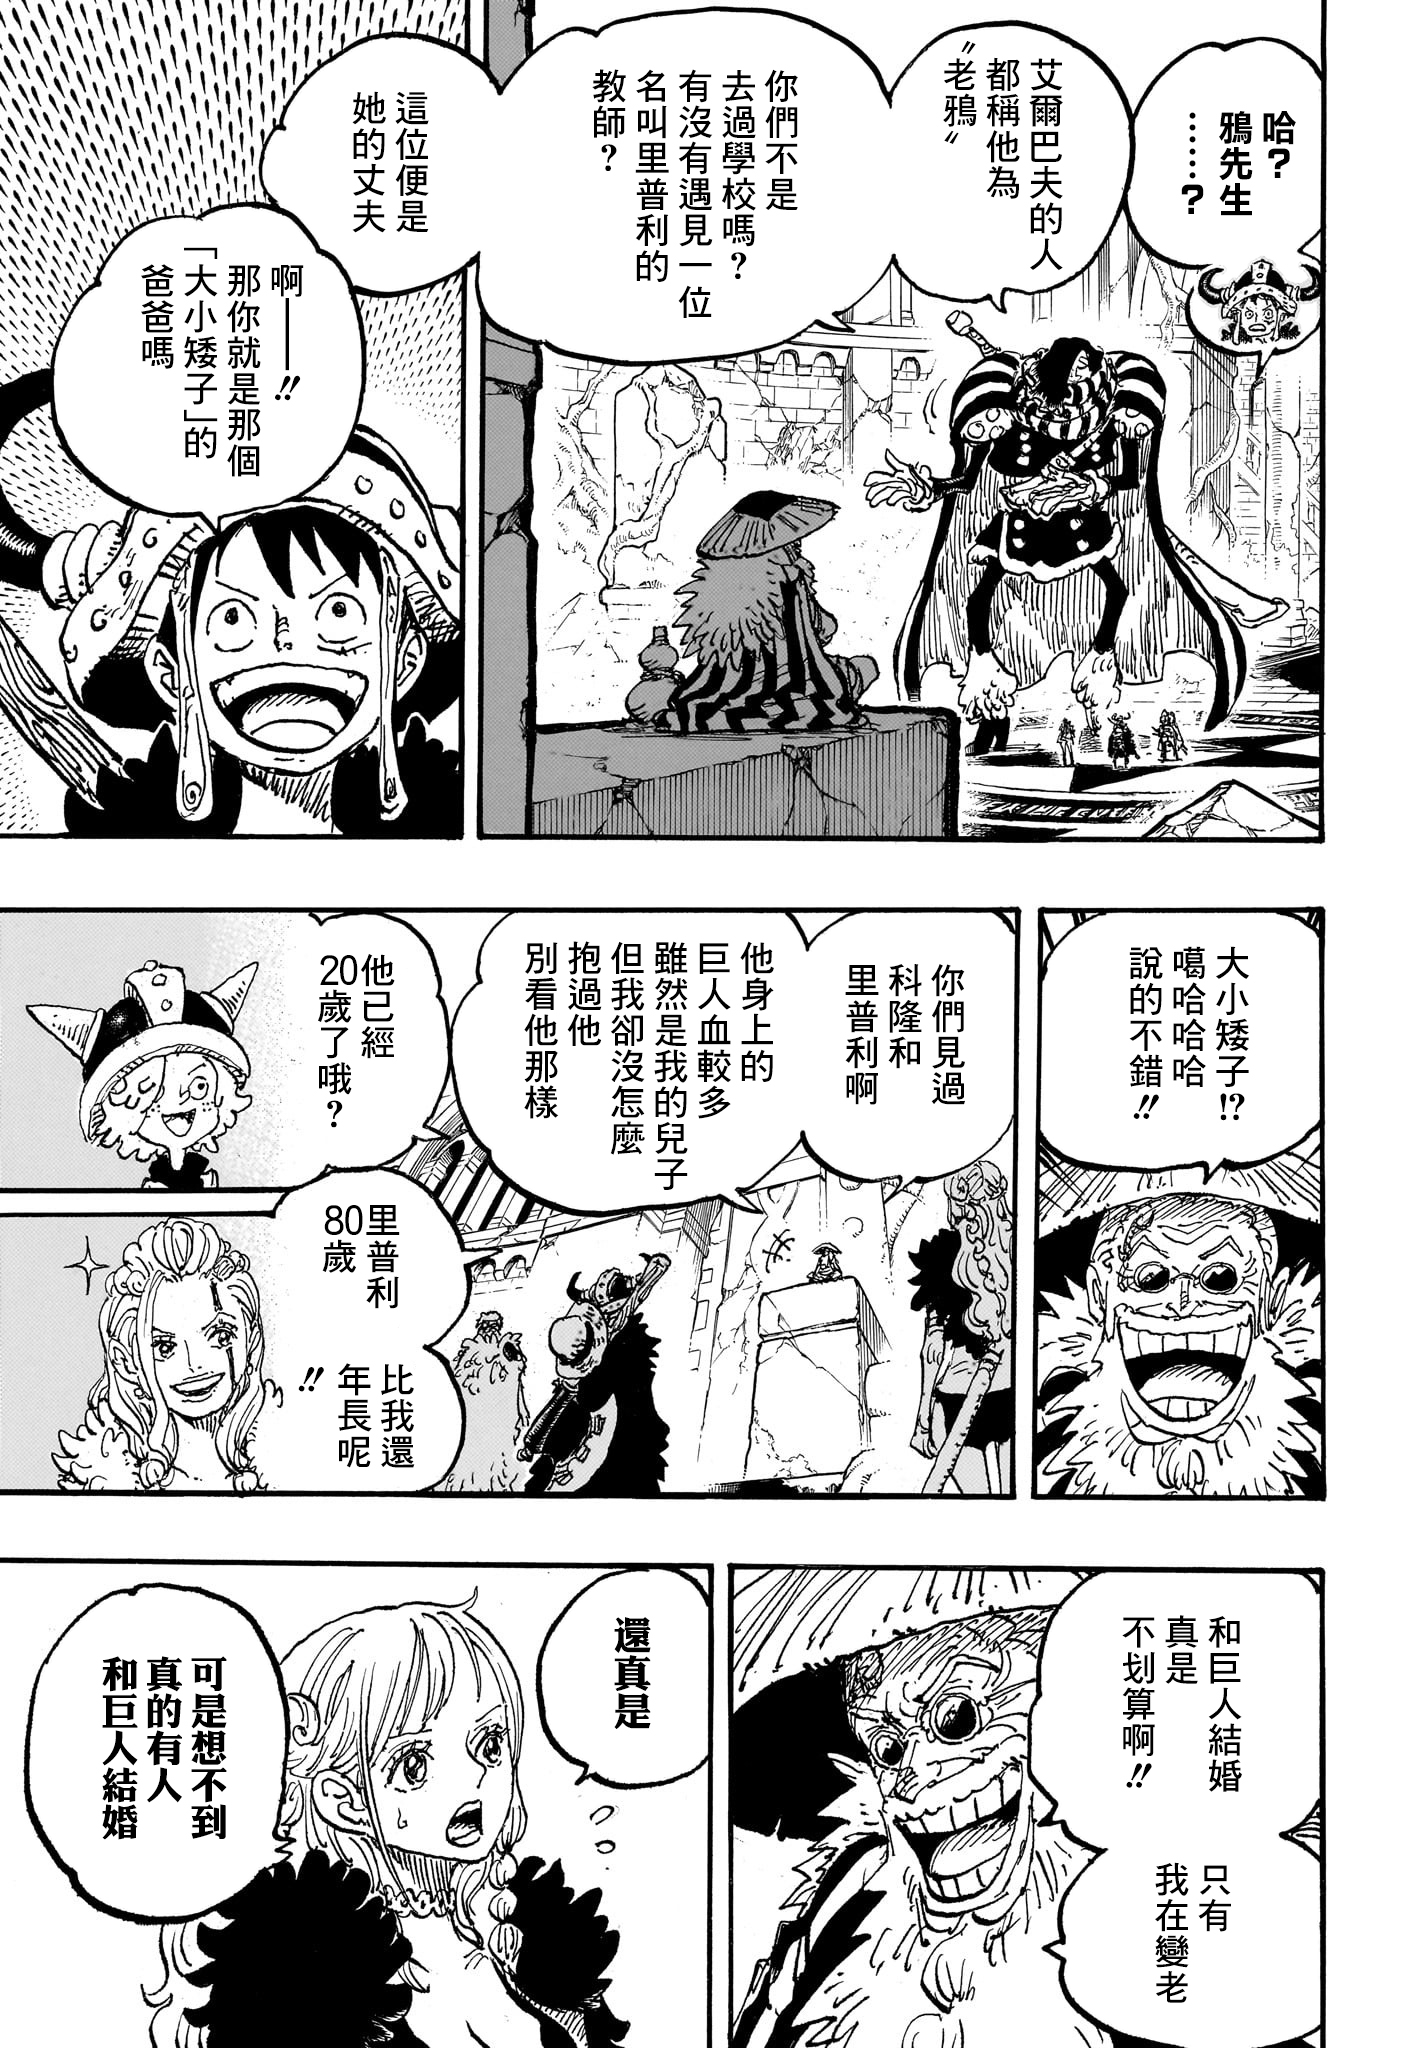 哈？
鴉先生
……？
艾爾巴夫的人
都稱他為
〝老鴉〟
你們不是
去過學校嗎？
有沒有遇見一位
名叫里普利的
教師？
這位便是
她的丈夫
啊——!!
那你就是那個
「大小矮子」的
爸爸嗎
大小矮子!?
噶哈哈哈
說的不錯!!
你們見過
科隆和
里普利啊
他身上的
巨人血較多
雖然是我的兒子
但我卻沒怎麼
抱過他
別看他那樣
他已經
20歲了哦？
里普利
80歲
比我還
年長呢
!!
和巨人結婚
真是
不划算啊!!
只有
我在變老
還真是
可是想不到
真的有人
和巨人結婚